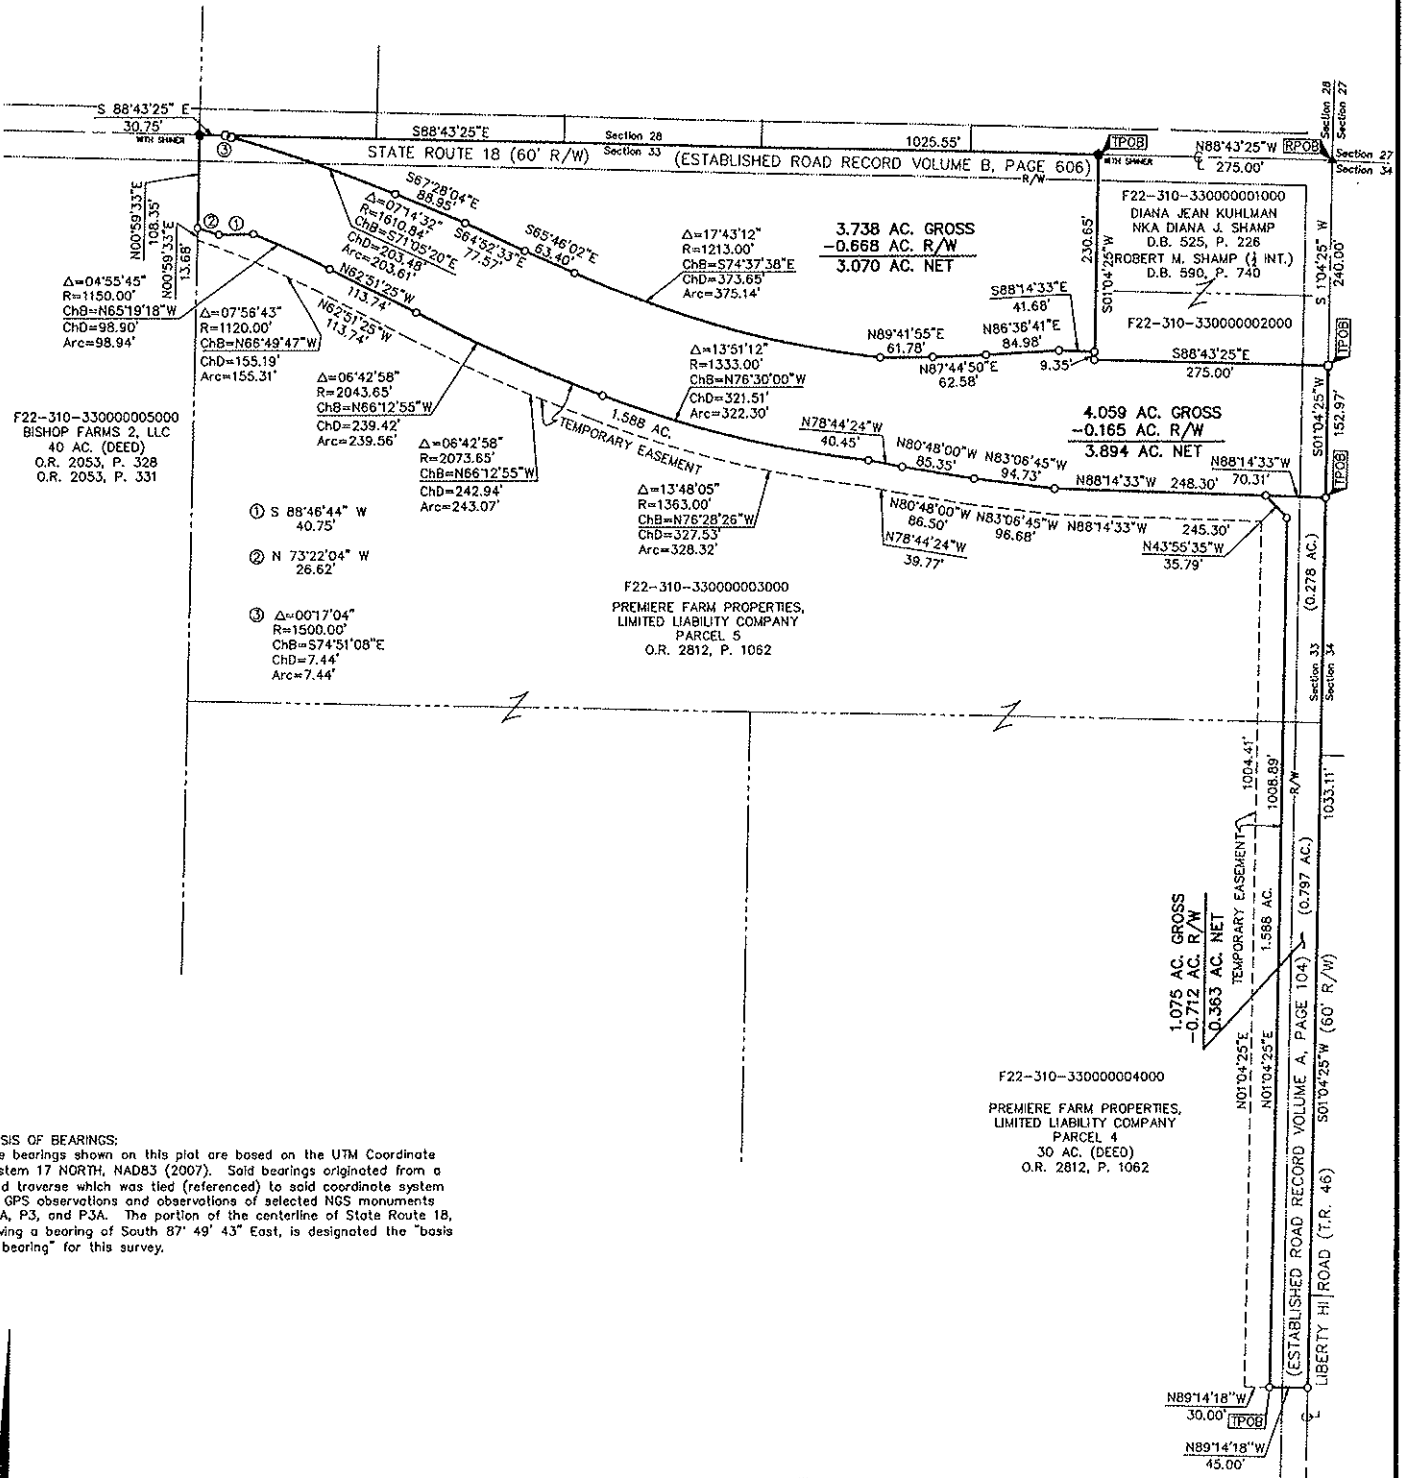 S 88°43'25" E
30.75'
WITH SHINER
③
S88°43'25"E
Section 28
Section 33
1025.55'
STATE ROUTE 18 (60' R/W)
(ESTABLISHED ROAD RECORD VOLUME B, PAGE 606)
R/W
TPOB
WITH SHINER
N88°43'25"W
275.00'
RPOB
Section 28
Section 27
Section 27
Section 34
F22-310-330000001000
DIANA JEAN KUHLMAN
NKA DIANA J. SHAMP
D.B. 525, P. 226
ROBERT M. SHAMP (½ INT.)
D.B. 590, P. 740
F22-310-330000002000
S 1°04'25" W
240.00'
TPOB
230.65'
S01°04'25"W
S88°43'25"E
275.00'
N00°59'33"E
108.35'
N00°59'33"E
13.68'
② ①
S67°28'04"E
88.95'
Δ=07°14'32"
R=1610.84'
ChB=S71°05'20"E
ChD=203.48'
Arc=203.61'
S64°52'33"E
77.57'
S65°46'02"E
63.40'
Δ=17°43'12"
R=1213.00'
ChB=S74°37'38"E
ChD=373.65'
Arc=375.14'
3.738 AC. GROSS
-0.668 AC. R/W
3.070 AC. NET
S88°14'33"E
41.68'
N89°41'55"E
61.78'
N86°36'41"E
84.98'
N87°44'50"E
62.58'
9.35'
Δ=04°55'45"
R=1150.00'
ChB=N65°19'18"W
ChD=98.90'
Arc=98.94'
N62°51'25"W
113.74'
N62°51'25"W
113.74'
Δ=07°56'43"
R=1120.00'
ChB=N66°49'47"W
ChD=155.19'
Arc=155.31'
Δ=06°42'58"
R=2043.65'
ChB=N66°12'55"W
ChD=239.42'
Arc=239.56'
Δ=06°42'58"
R=2073.65'
ChB=N66°12'55"W
ChD=242.94'
Arc=243.07'
Δ=13°51'12"
R=1333.00'
ChB=N76°30'00"W
ChD=321.51'
Arc=322.30'
1.588 AC.
TEMPORARY EASEMENT
Δ=13°48'05"
R=1363.00'
ChB=N76°28'26"W
ChD=327.53'
Arc=328.32'
4.059 AC. GROSS
-0.165 AC. R/W
3.894 AC. NET
S01°04'25"W
152.97'
TPOB
N78°44'24"W
40.45'
N80°48'00"W
85.35'
N83°06'45"W
94.73'
N88°14'33"W 248.30'
N88°14'33"W
70.31'
N80°48'00"W
86.50'
N83°06'45"W
96.68'
N88°14'33"W 245.30'
N78°44'24"W
39.77'
N43°55'35"W
35.79'
F22-310-330000005000
BISHOP FARMS 2, LLC
40 AC. (DEED)
O.R. 2053, P. 328
O.R. 2053, P. 331
① S 88°46'44" W
40.75'
② N 73°22'04" W
26.62'
③ Δ=00°17'04"
R=1500.00'
ChB=S74°51'08"E
ChD=7.44'
Arc=7.44'
F22-310-330000003000
PREMIERE FARM PROPERTIES,
LIMITED LIABILITY COMPANY
PARCEL 5
O.R. 2812, P. 1062
(0.278 AC.)
Section 33
Section 34
1004.41'
1008.89'
R/W
1033.11'
TEMPORARY EASEMENT
1.588 AC.
(0.797 AC.)
1.075 AC. GROSS
-0.712 AC. R/W
0.363 AC. NET
N01°04'25"E
N01°04'25"E
(ESTABLISHED ROAD RECORD VOLUME A, PAGE 104)
LIBERTY HI ROAD (T.R. 46) S01°04'25"W (60' R/W)
F22-310-330000004000
PREMIERE FARM PROPERTIES,
LIMITED LIABILITY COMPANY
PARCEL 4
30 AC. (DEED)
O.R. 2812, P. 1062
SIS OF BEARINGS:
e bearings shown on this plat are based on the UTM Coordinate
stem 17 NORTH, NAD83 (2007). Said bearings originated from a
d traverse which was tied (referenced) to said coordinate system
GPS observations and observations of selected NGS monuments
A, P3, and P3A. The portion of the centerline of State Route 18,
ving a bearing of South 87° 49' 43" East, is designated the "basis
bearing" for this survey.
N89°14'18"W
30.00'
TPOB
N89°14'18"W
45.00'